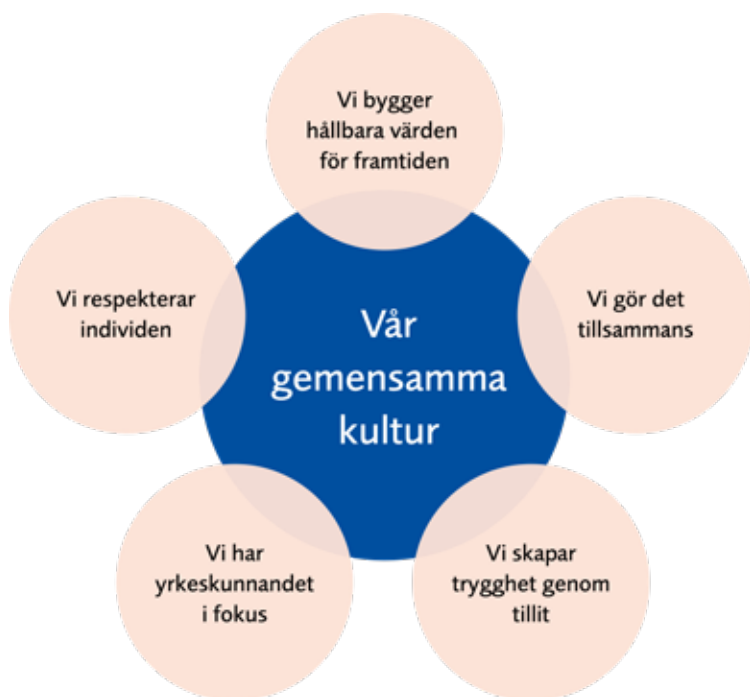 Vi bygger
hållbara värden
för framtiden
Vi respekterar
individen
Vi gör det
tillsammans
Vår
gemensamma
kultur
Vi har
yrkeskunnandet
i fokus
Vi skapar
trygghet genom
tillit